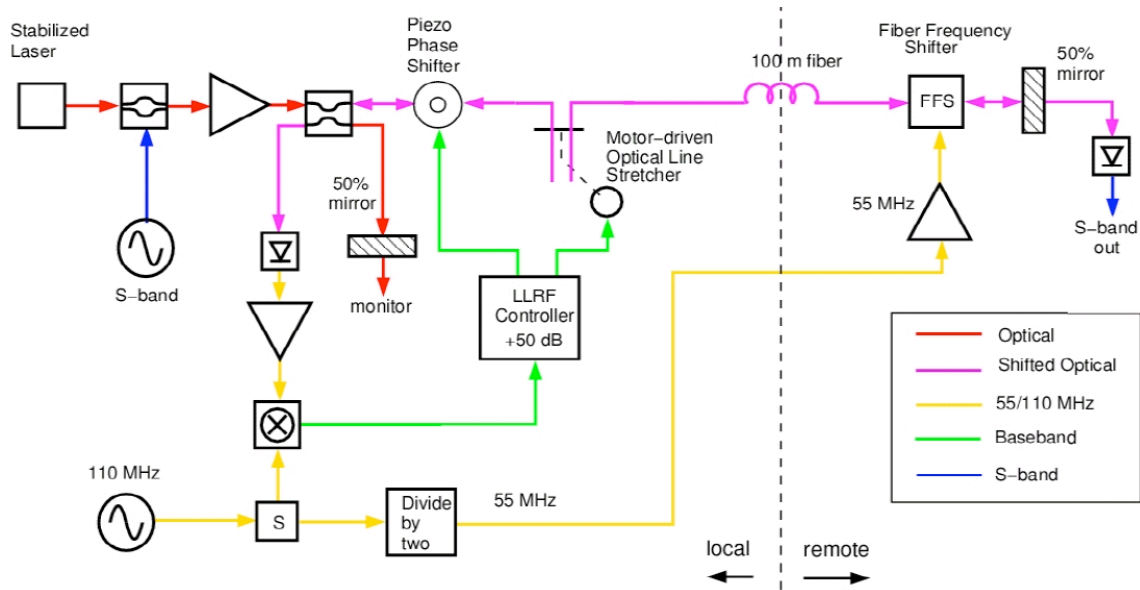 Stabilized
Laser
Piezo
Phase
Shifter
Fiber Frequency
Shifter
50%
mirror
100 m fiber
FFS
Motor-driven
Optical Line
Stretcher
50%
mirror
55 MHz
S-band
out
S-band
monitor
LLRF
Controller
+50 dB
Optical
Shifted Optical
55/110 MHz
Baseband
S-band
110 MHz
S
Divide
by
two
55 MHz
local
remote